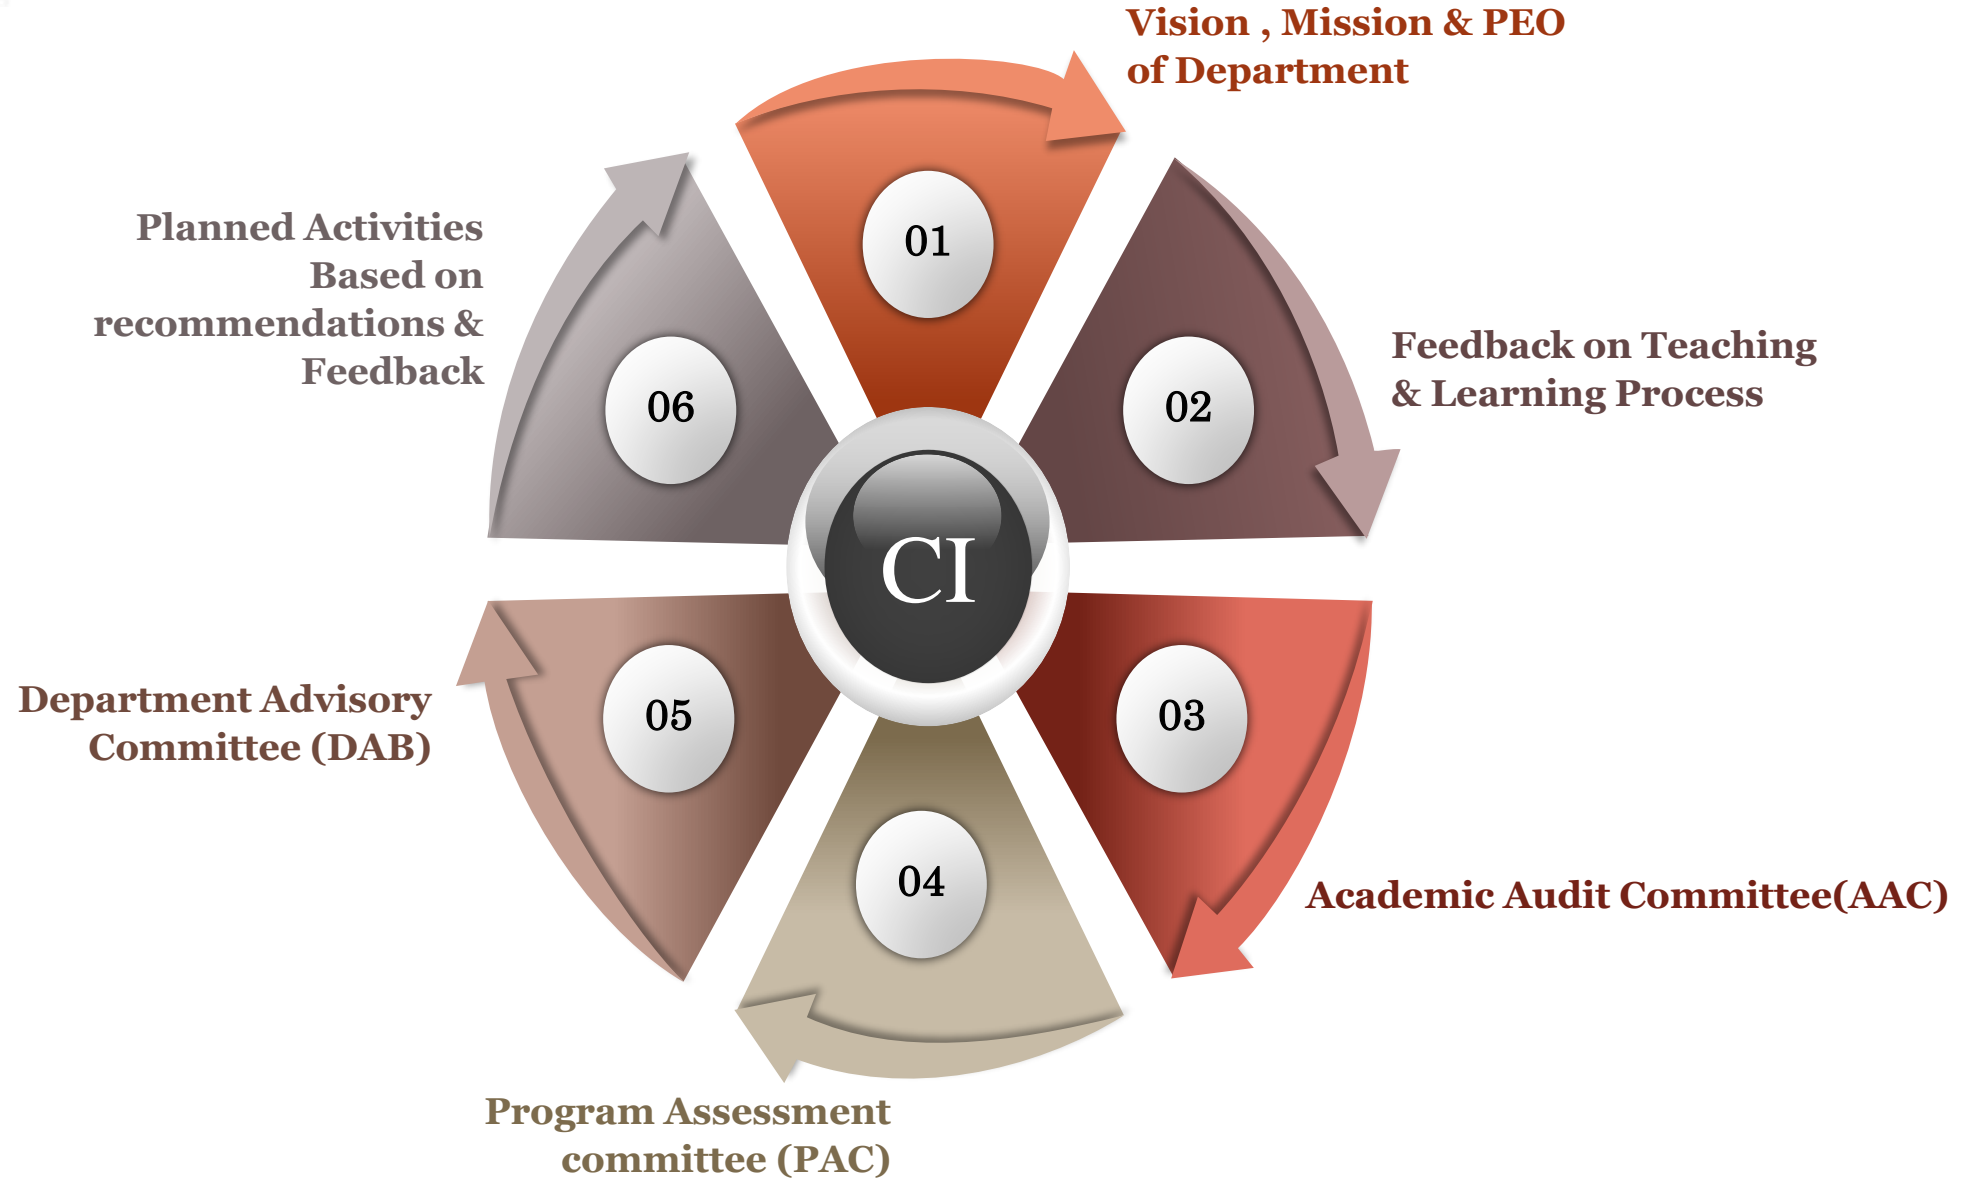 Vision , Mission & PEO
of Department
01
Feedback on Teaching
& Learning Process
02
Academic Audit Committee(AAC)
03
Program Assessment
committee (PAC)
04
Department Advisory
Committee (DAB)
05
Planned Activities
Based on
recommendations &
Feedback
06
CI